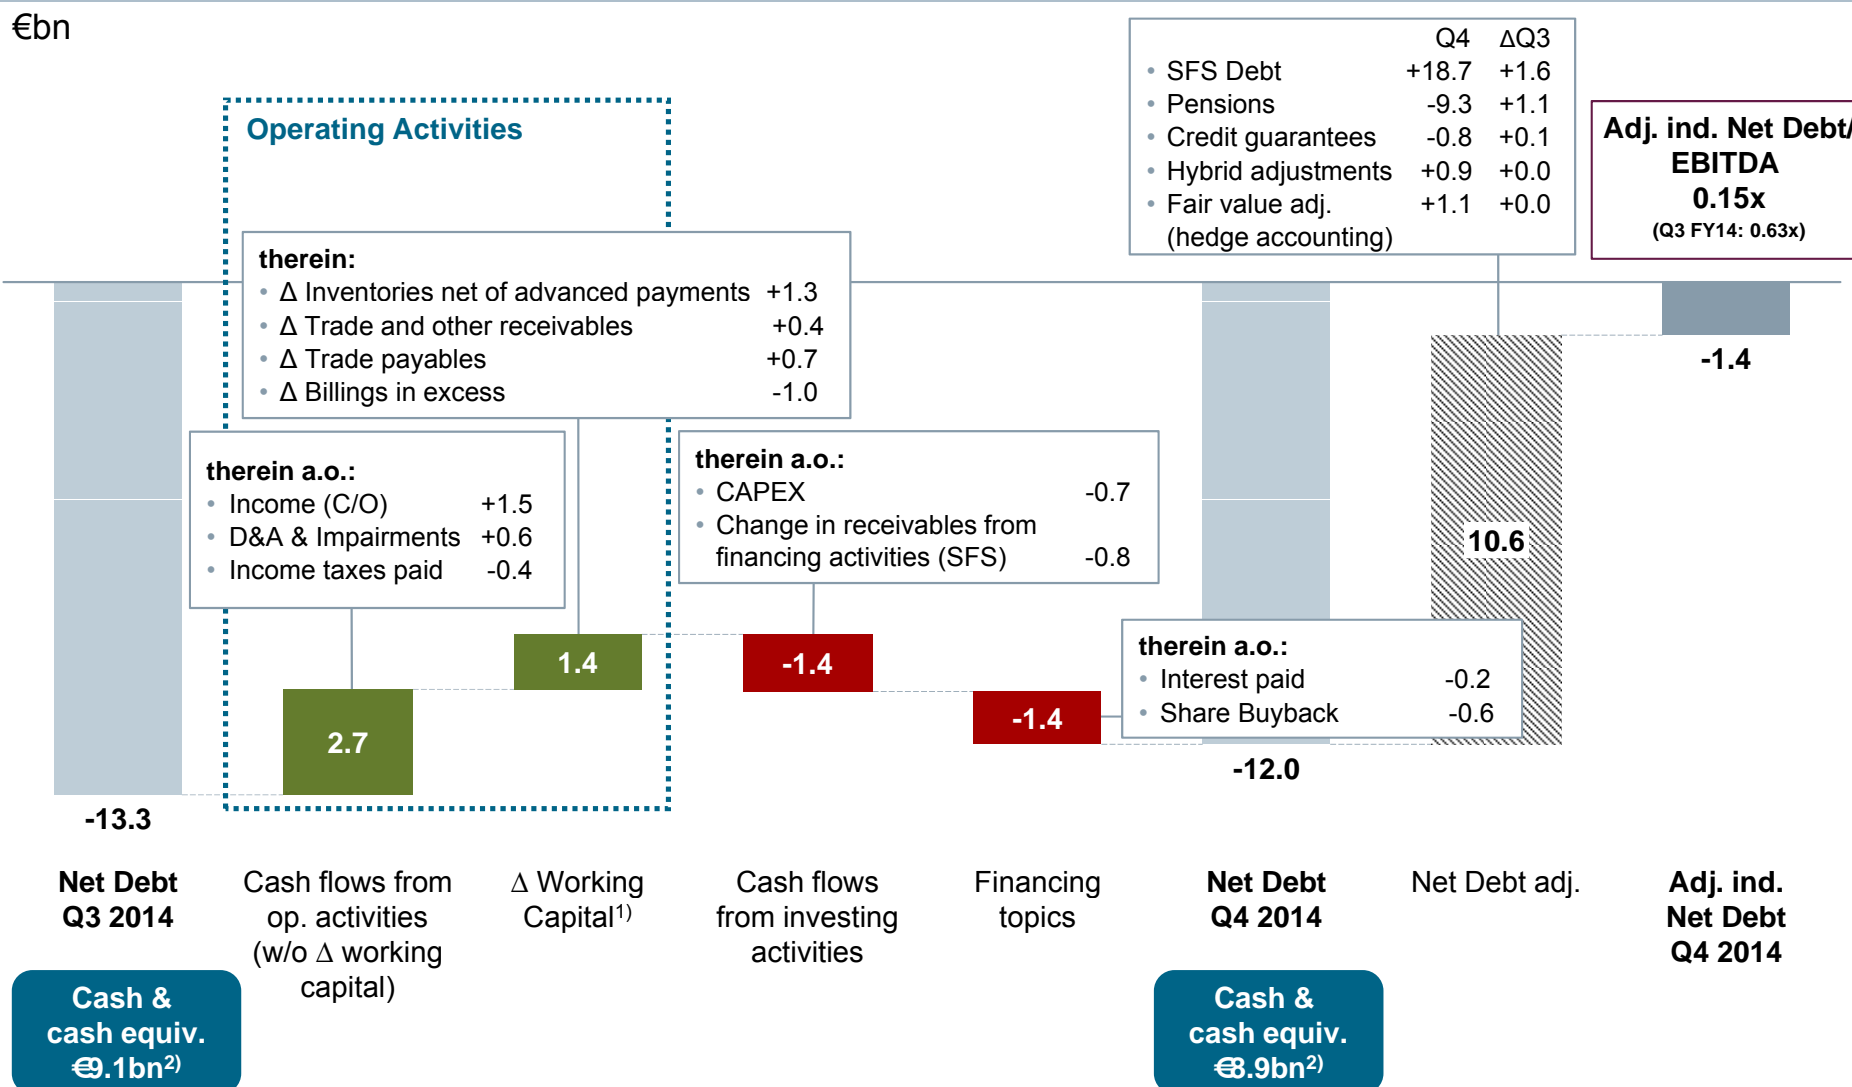 €bn
Q4 ΔQ3
• SFS Debt +18.7 +1.6
• Pensions -9.3 +1.1
• Credit guarantees -0.8 +0.1
• Hybrid adjustments +0.9 +0.0
• Fair value adj. +1.1 +0.0
(hedge accounting)
Adj. ind. Net Debt/
EBITDA
0.15x
(Q3 FY14: 0.63x)
Operating Activities
therein:
• Δ Inventories net of advanced payments +1.3
• Δ Trade and other receivables +0.4
• Δ Trade payables +0.7
• Δ Billings in excess -1.0
therein a.o.:
• Income (C/O) +1.5
• D&A & Impairments +0.6
• Income taxes paid -0.4
therein a.o.:
• CAPEX -0.7
• Change in receivables from
financing activities (SFS) -0.8
therein a.o.:
• Interest paid -0.2
• Share Buyback -0.6
-13.3
2.7
1.4
-1.4
-1.4
-12.0
10.6
-1.4
Net Debt
Q3 2014
Cash flows from
op. activities
(w/o Δ working
capital)
Δ Working
Capital1)
Cash flows
from investing
activities
Financing
topics
Net Debt
Q4 2014
Net Debt adj.
Adj. ind.
Net Debt
Q4 2014
Cash &
cash equiv.
€9.1bn2)
Cash &
cash equiv.
€8.9bn2)